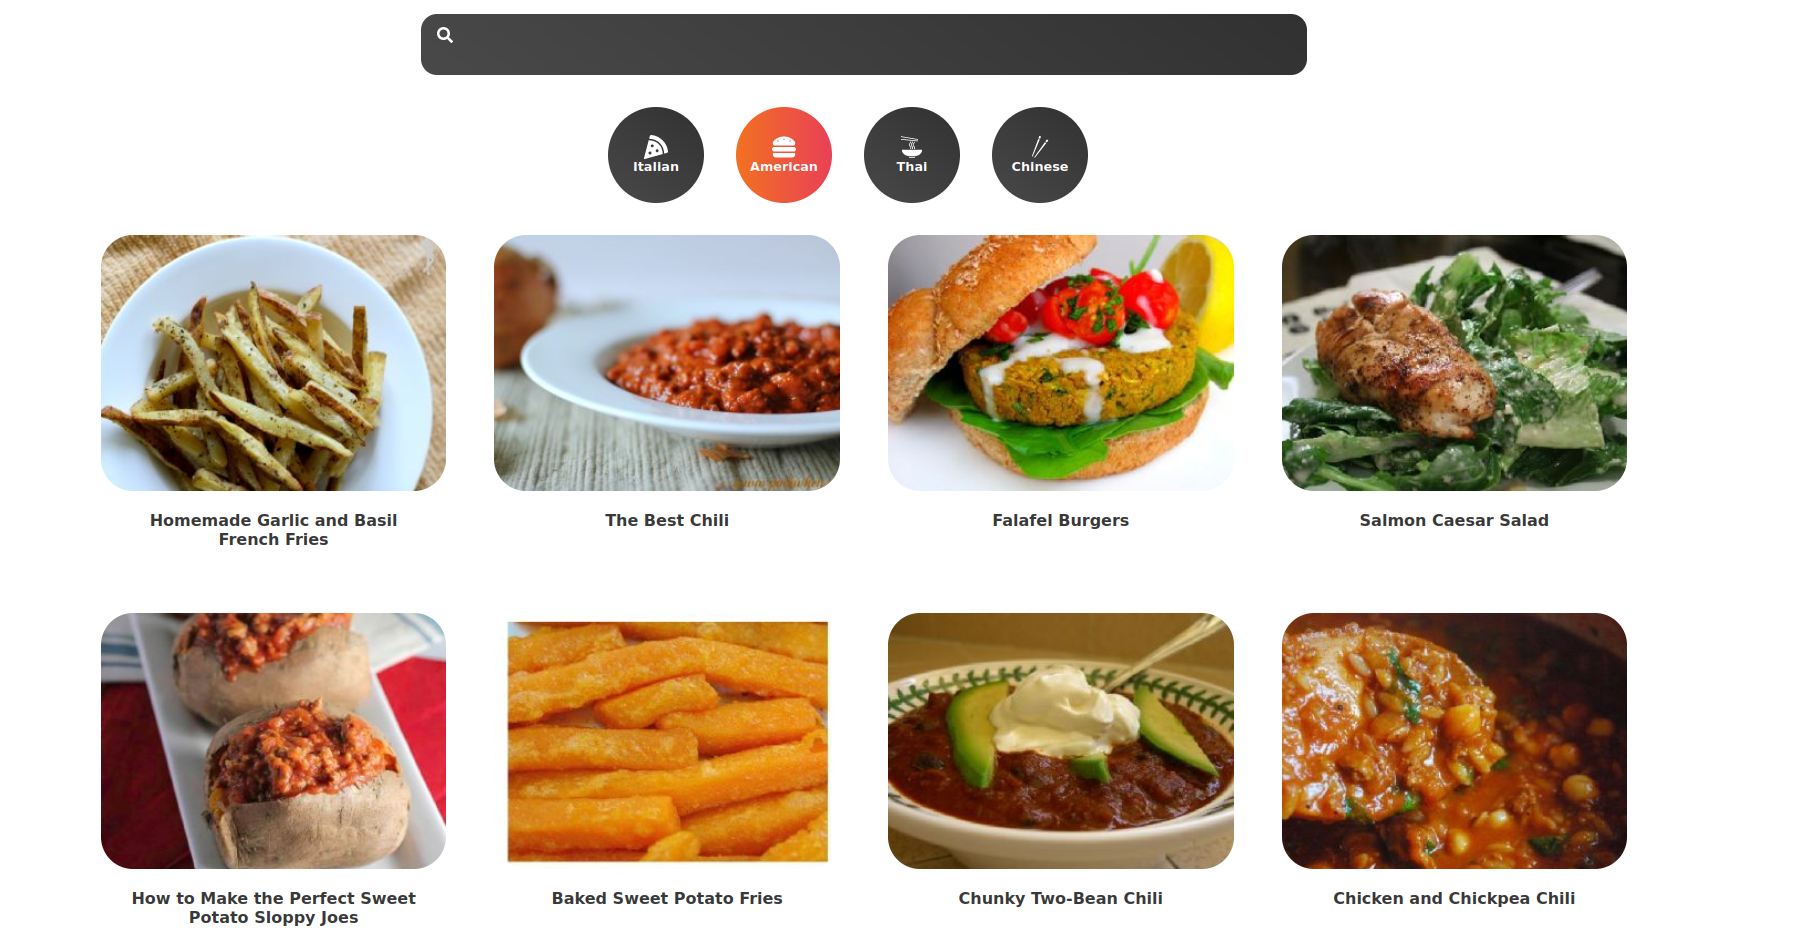 Italian
American
Thai
Chinese
Homemade Garlic and Basil
French Fries
The Best Chili
Falafel Burgers
Salmon Caesar Salad
How to Make the Perfect Sweet
Potato Sloppy Joes
Baked Sweet Potato Fries
Chunky Two-Bean Chili
Chicken and Chickpea Chili